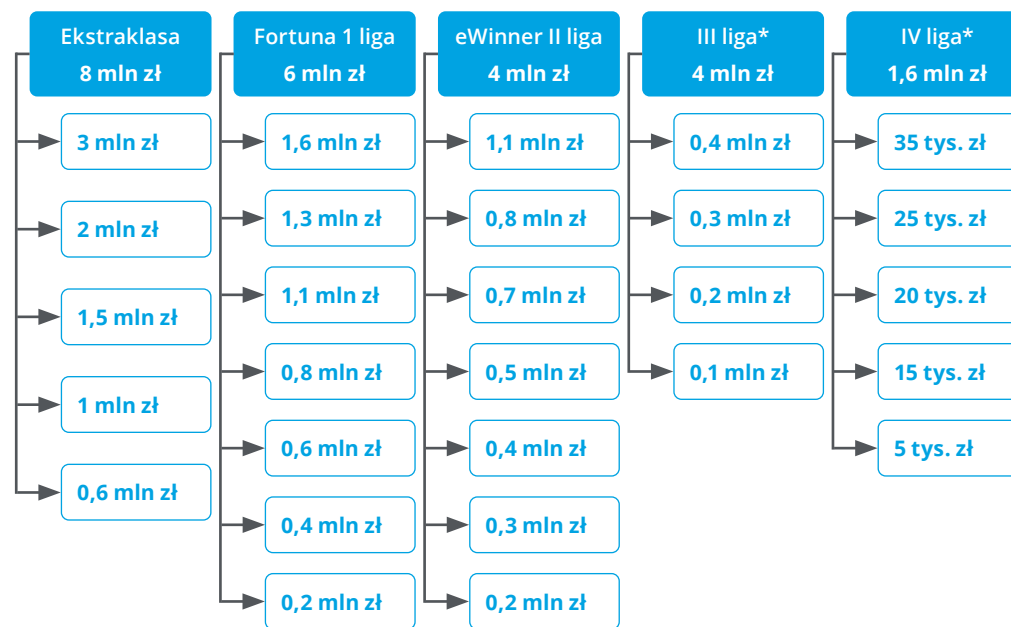 Ekstraklasa
8 mln zł
3 mln zł
2 mln zł
1,5 mln zł
1 mln zł
0,6 mln zł
Fortuna 1 liga
6 mln zł
1,6 mln zł
1,3 mln zł
1,1 mln zł
0,8 mln zł
0,6 mln zł
0,4 mln zł
0,2 mln zł
eWinner II liga
4 mln zł
1,1 mln zł
0,8 mln zł
0,7 mln zł
0,5 mln zł
0,4 mln zł
0,3 mln zł
0,2 mln zł
III liga*
4 mln zł
0,4 mln zł
0,3 mln zł
0,2 mln zł
0,1 mln zł
IV liga*
1,6 mln zł
35 tys. zł
25 tys. zł
20 tys. zł
15 tys. zł
5 tys. zł